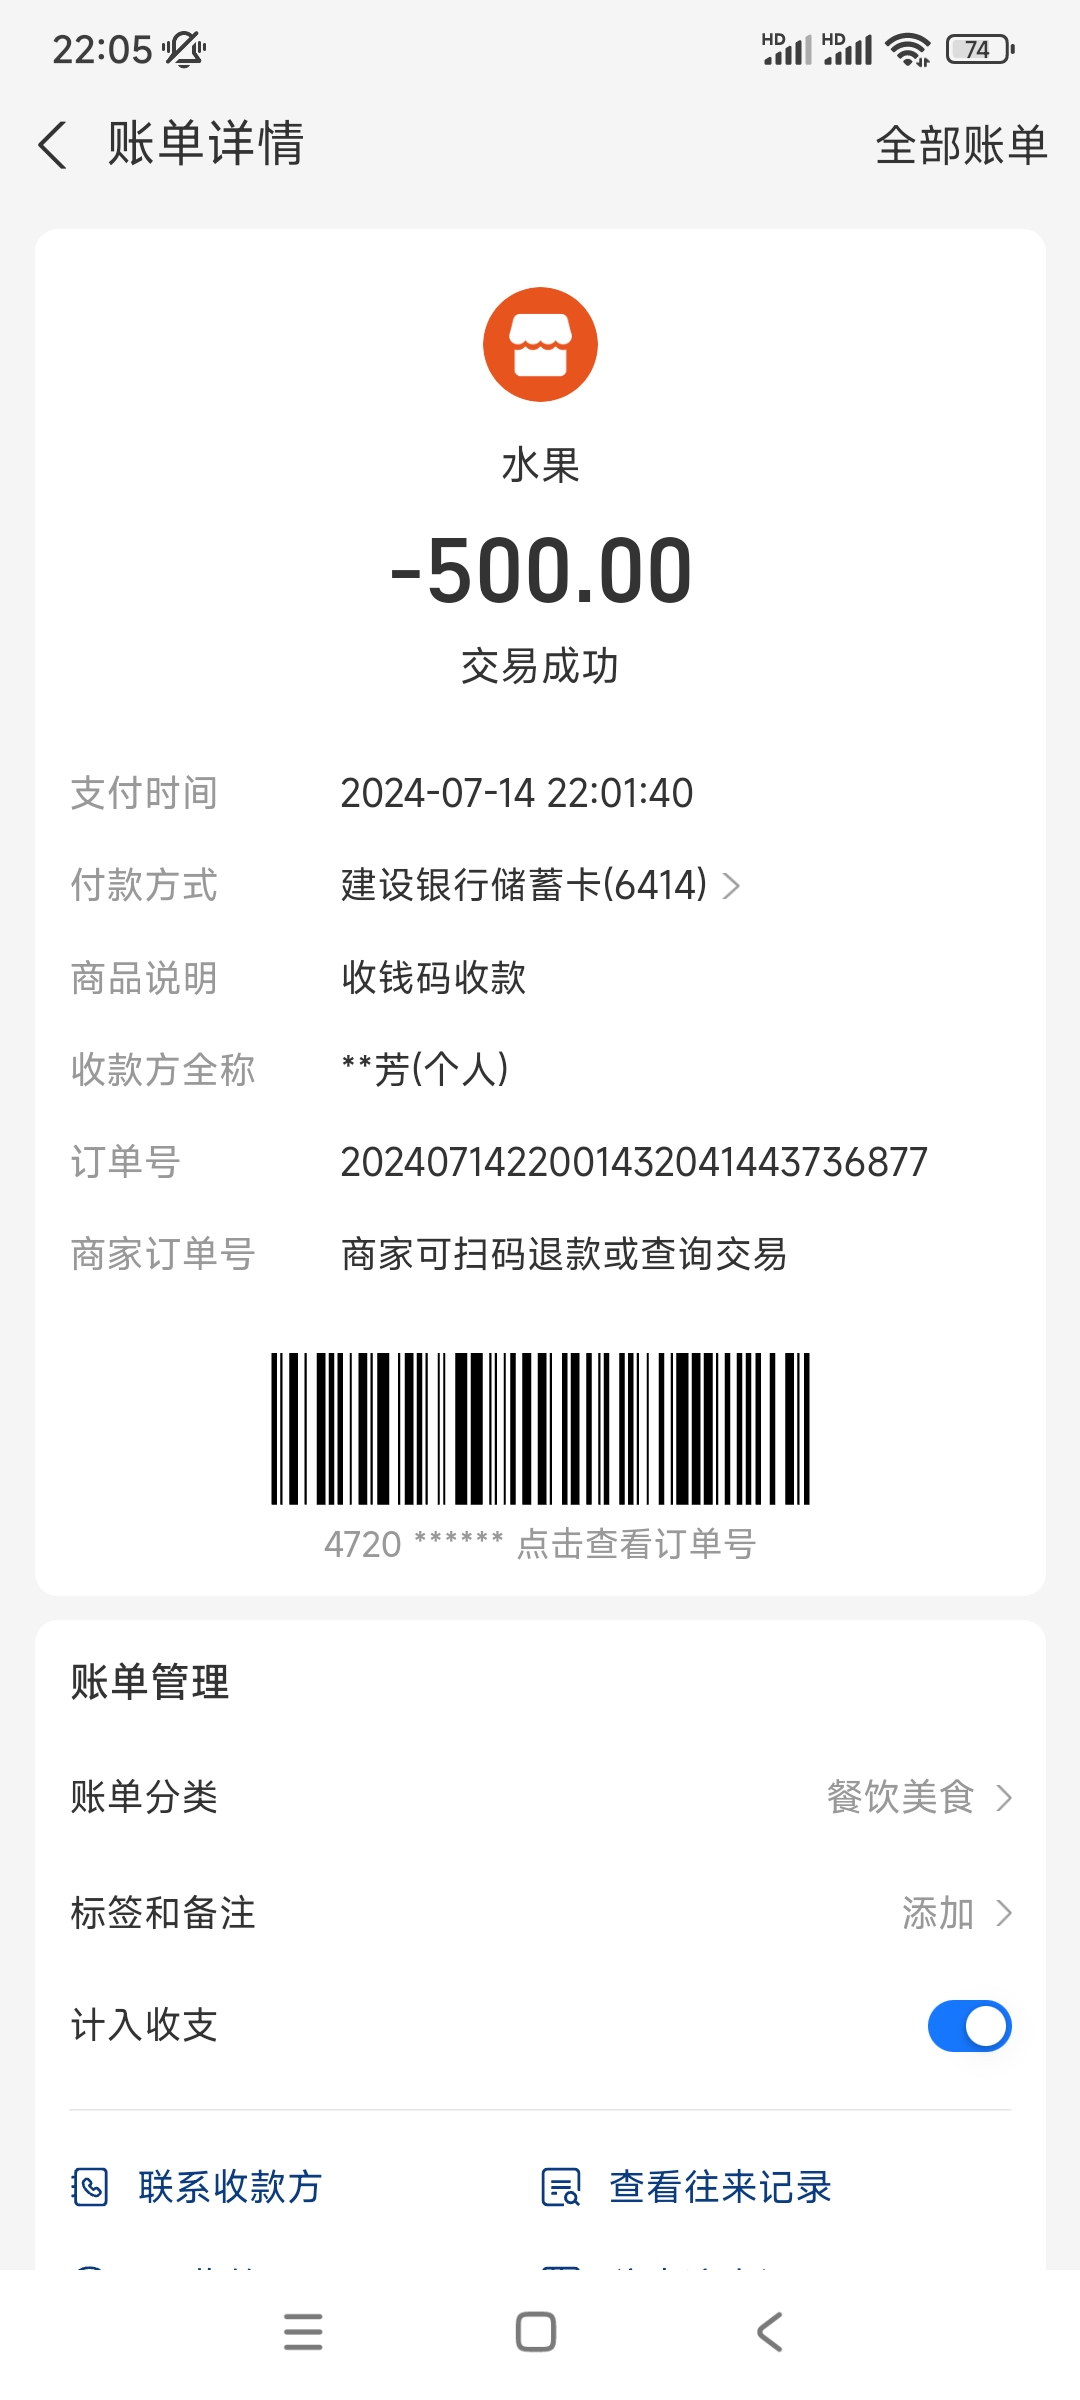 22:05
HD HD 74
账单详情 全部账单
水果
-500.00
交易成功
支付时间 2024-07-14 22:01:40
付款方式 建设银行储蓄卡(6414)
商品说明 收钱码收款
收款方全称 **芳(个人)
订单号 2024071422001432041443736877
商家订单号 商家可扫码退款或查询交易
4720 ****** 点击查看订单号
账单管理
账单分类 餐饮美食
标签和备注 添加
计入收支
联系收款方 查看往来记录